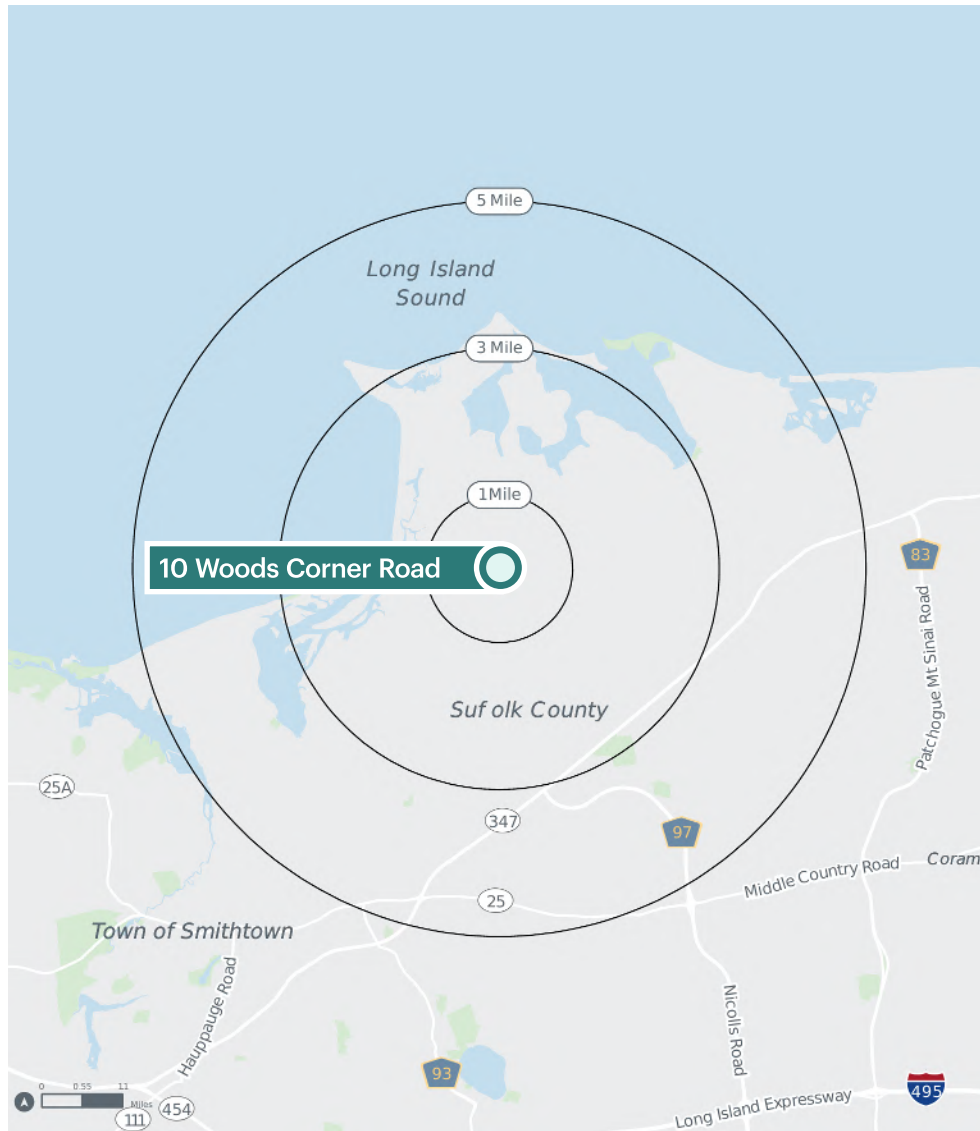 5 Mile
Long Island
Sound
3 Mile
1 Mile
10 Woods Corner Road
83
Patchogue Mt Sinai Road
Suf olk County
25A
347
97
Middle Country Road
Coram
25
Town of Smithtown
Hauppauge Road
Nicolls Road
93
495
0 0.55 11
Miles
454
111
Long Island Expressway